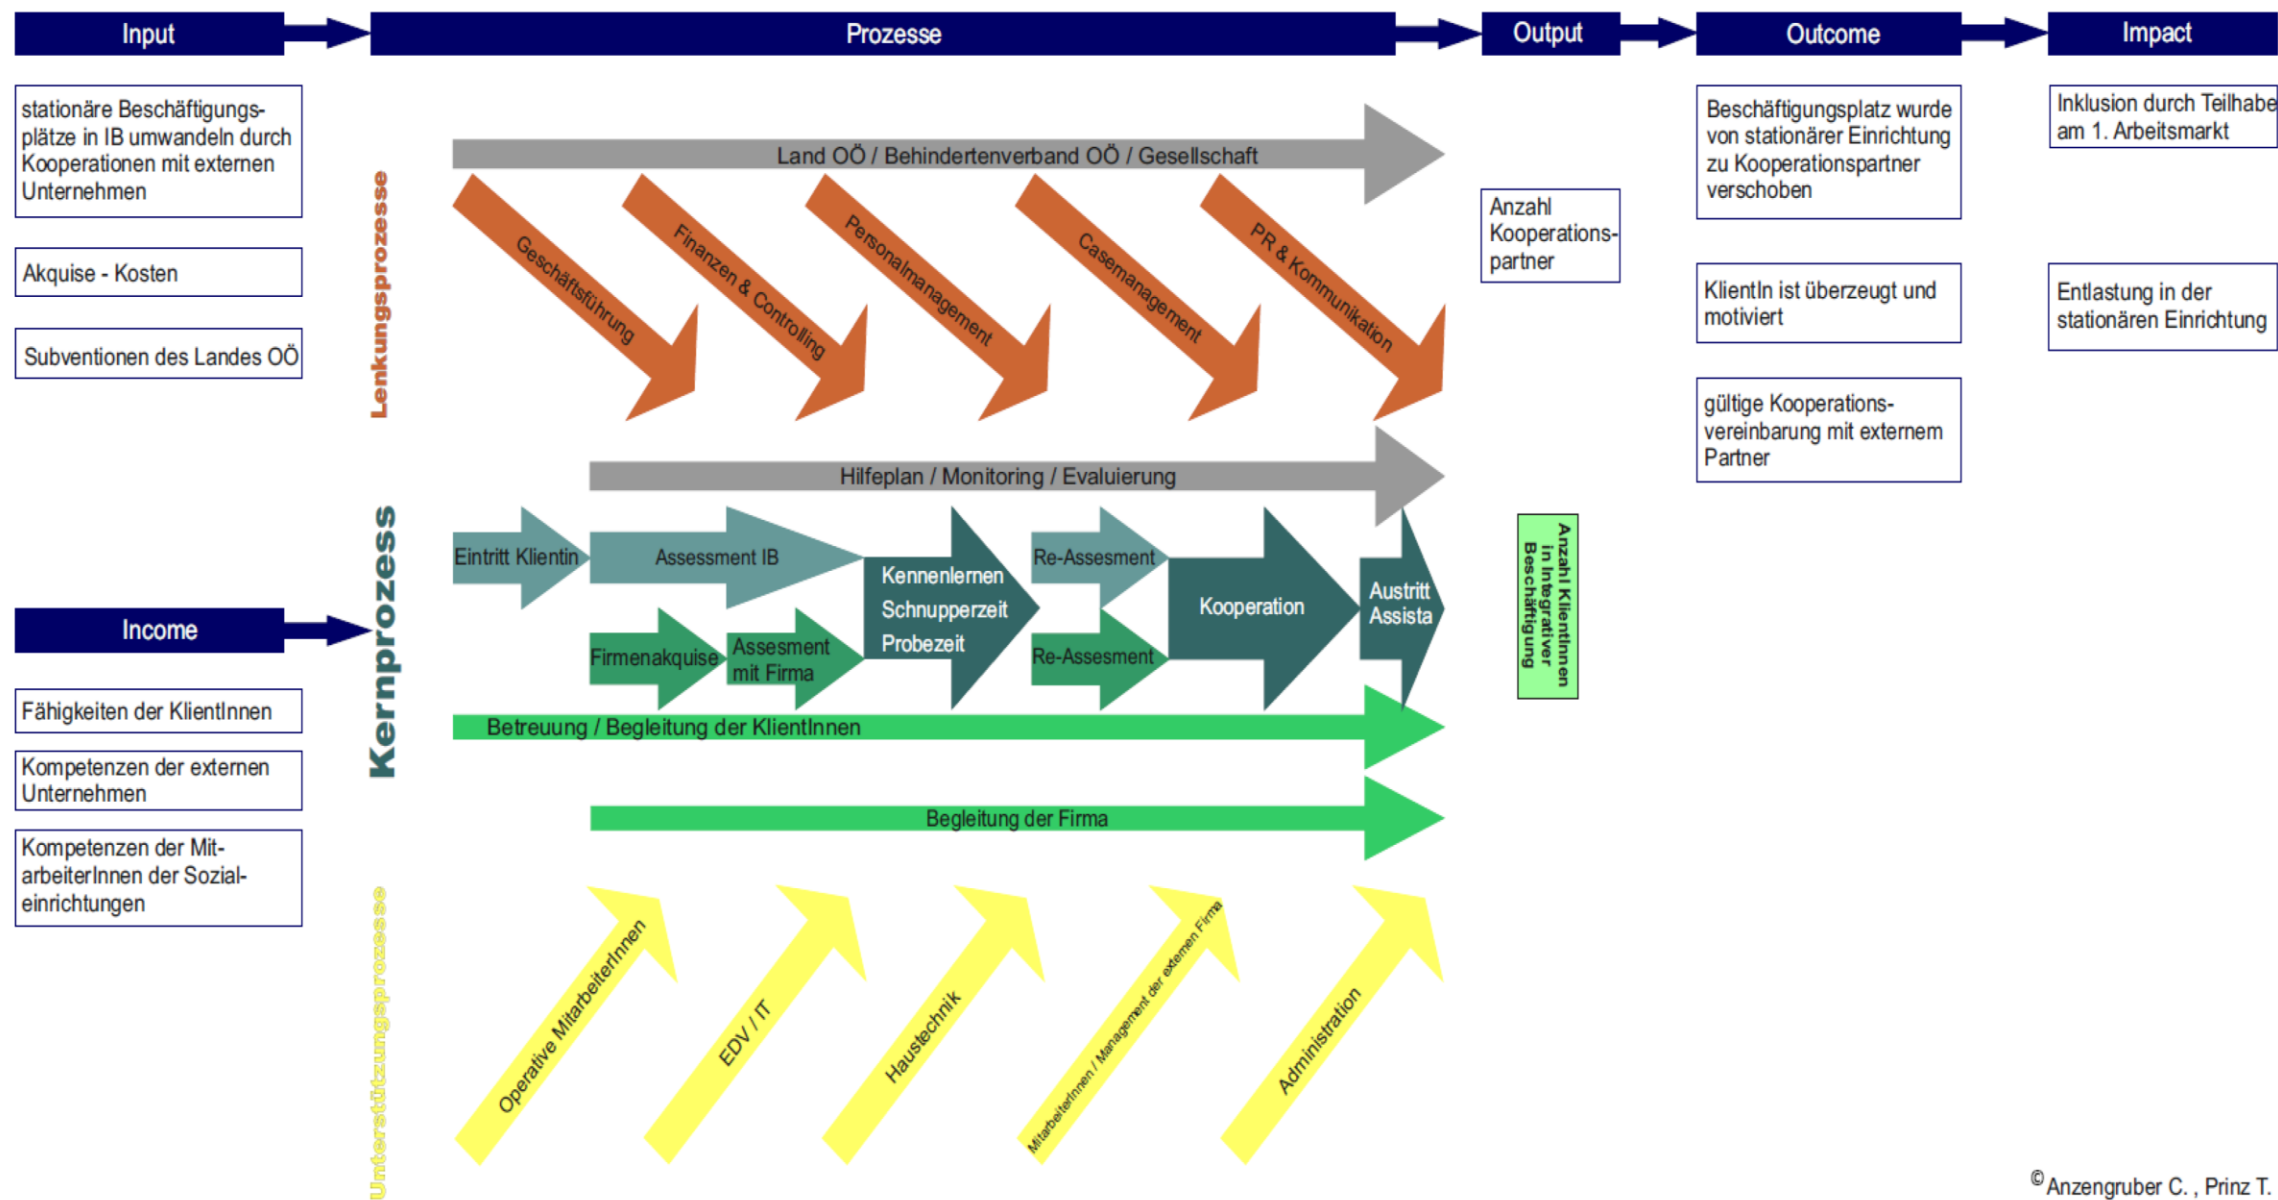 Input
Prozesse
Output
Outcome
Impact
stationäre Beschäftigungs-
plätze in IB umwandeln durch
Kooperationen mit externen
Unternehmen
Akquise - Kosten
Subventionen des Landes OÖ
Income
Fähigkeiten der KlientInnen
Kompetenzen der externen
Unternehmen
Kompetenzen der Mit-
arbeiterInnen der Sozial-
einrichtungen
Lenkungsprozesse
Land OÖ / Behindertenverband OÖ / Gesellschaft
Geschäftsführung
Finanzen & Controlling
Personalmanagement
Casemanagement
PR & Kommunikation
Kernprozess
Hilfeplan / Monitoring / Evaluierung
Eintritt Klientin
Assessment IB
Firmenakquise
Assesment
mit Firma
Kennenlernen
Schnupperzeit
Probezeit
Re-Assesment
Re-Assesment
Kooperation
Austritt
Assista
Betreuung / Begleitung der KlientInnen
Begleitung der Firma
Unterstützungsprozesse
Operative MitarbeiterInnen
EDV / IT
Haustechnik
MitarbeiterInnen / Management der externen Firma
Administration
Anzahl
Kooperations-
partner
Anzahl KlientInnen
in Integrativer
Beschäftigung
Beschäftigungsplatz wurde
von stationärer Einrichtung
zu Kooperationspartner
verschoben
KlientIn ist überzeugt und
motiviert
gültige Kooperations-
vereinbarung mit externem
Partner
Inklusion durch Teilhabe
am 1. Arbeitsmarkt
Entlastung in der
stationären Einrichtung
© Anzengruber C. , Prinz T.